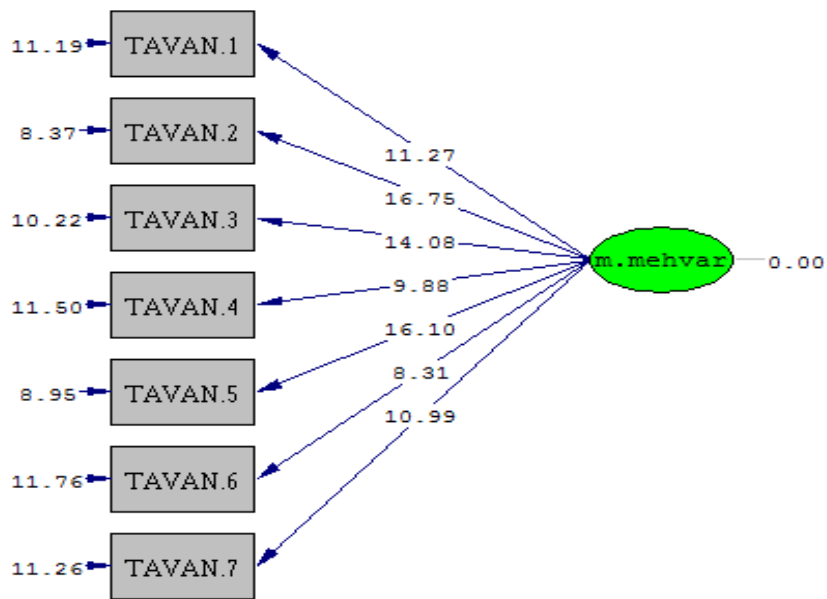 11.19 TAVAN.1
8.37 TAVAN.2
10.22 TAVAN.3
11.50 TAVAN.4
8.95 TAVAN.5
11.76 TAVAN.6
11.26 TAVAN.7
11.27
16.75
14.08
9.88
16.10
8.31
10.99
m.mehvar 0.00